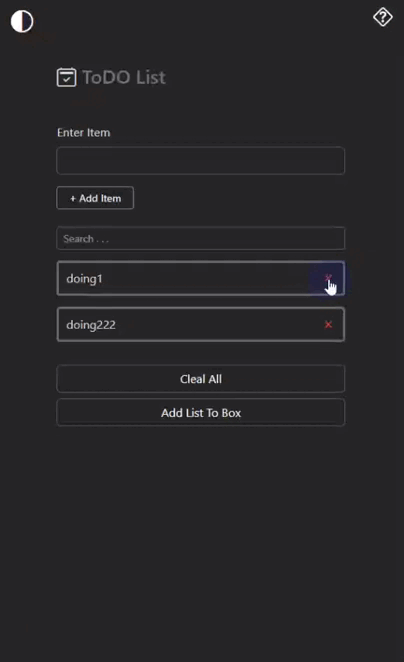 ToDO List
Enter Item
+ Add Item
Search . . .
doing1
doing222
Cleal All
Add List To Box